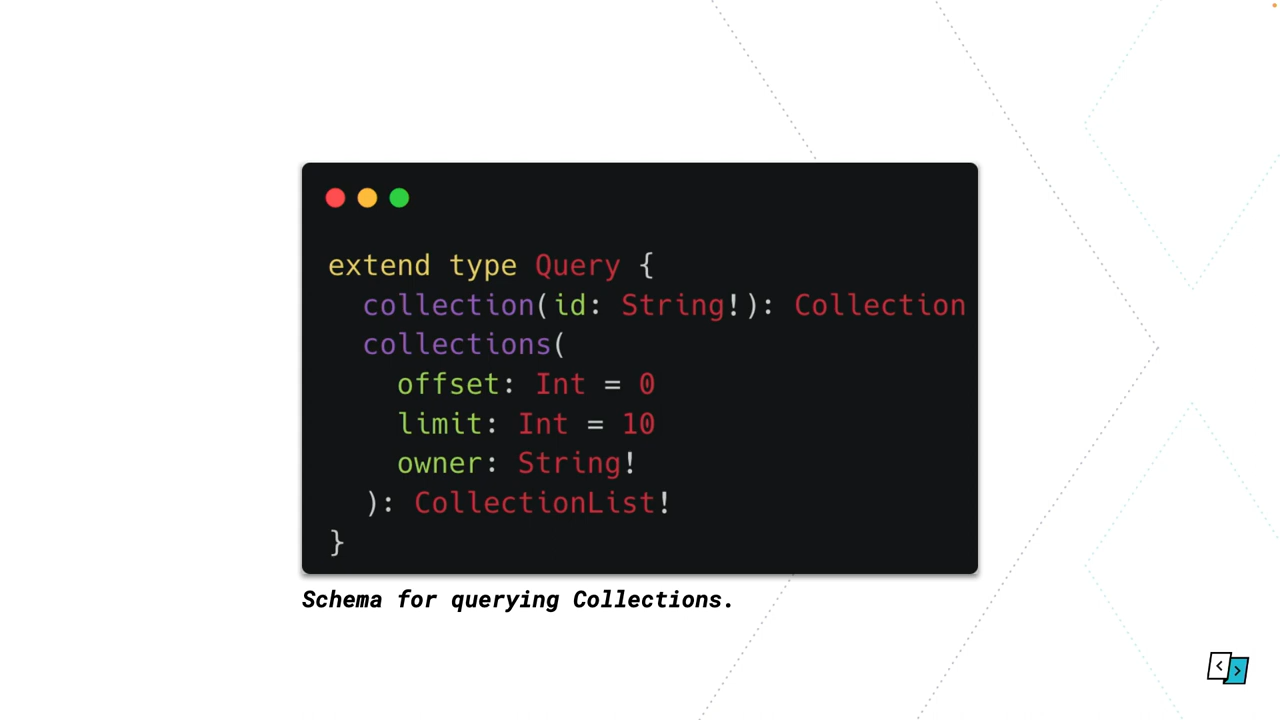 extend type Query {
  collection(id: String!): Collection
  collections(
    offset: Int = 0
    limit: Int = 10
    owner: String!
  ): CollectionList!
}
Schema for querying Collections.